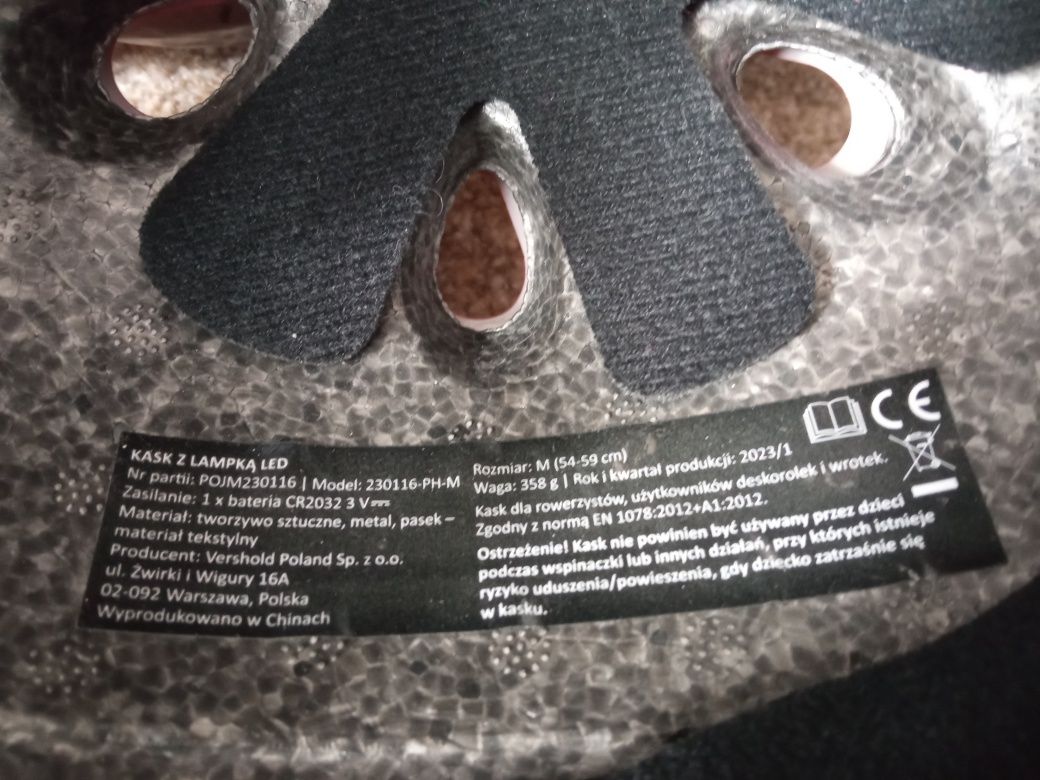 KASK Z LAMPKĄ LED
Nr partii: POJM230116 | Model: 230116-PH-M
Zasilanie: 1 x bateria CR2032 3 V⎓
Materiał: tworzywo sztuczne, metal, pasek –
materiał tekstylny
Producent: Vershold Poland Sp. z o.o.
ul. Żwirki i Wigury 16A
02-092 Warszawa, Polska
Wyprodukowano w Chinach
Rozmiar: M (54-59 cm)
Waga: 358 g | Rok i kwartał produkcji: 2023/1
Kask dla rowerzystów, użytkowników deskorolek i wrotek.
Zgodny z normą EN 1078:2012+A1:2012.
Ostrzeżenie! Kask nie powinien być używany przez dzieci
podczas wspinaczki lub innych działań, przy których istnieje
ryzyko uduszenia/powieszenia, gdy dziecko zatrzaśnie się
w kasku.
CE